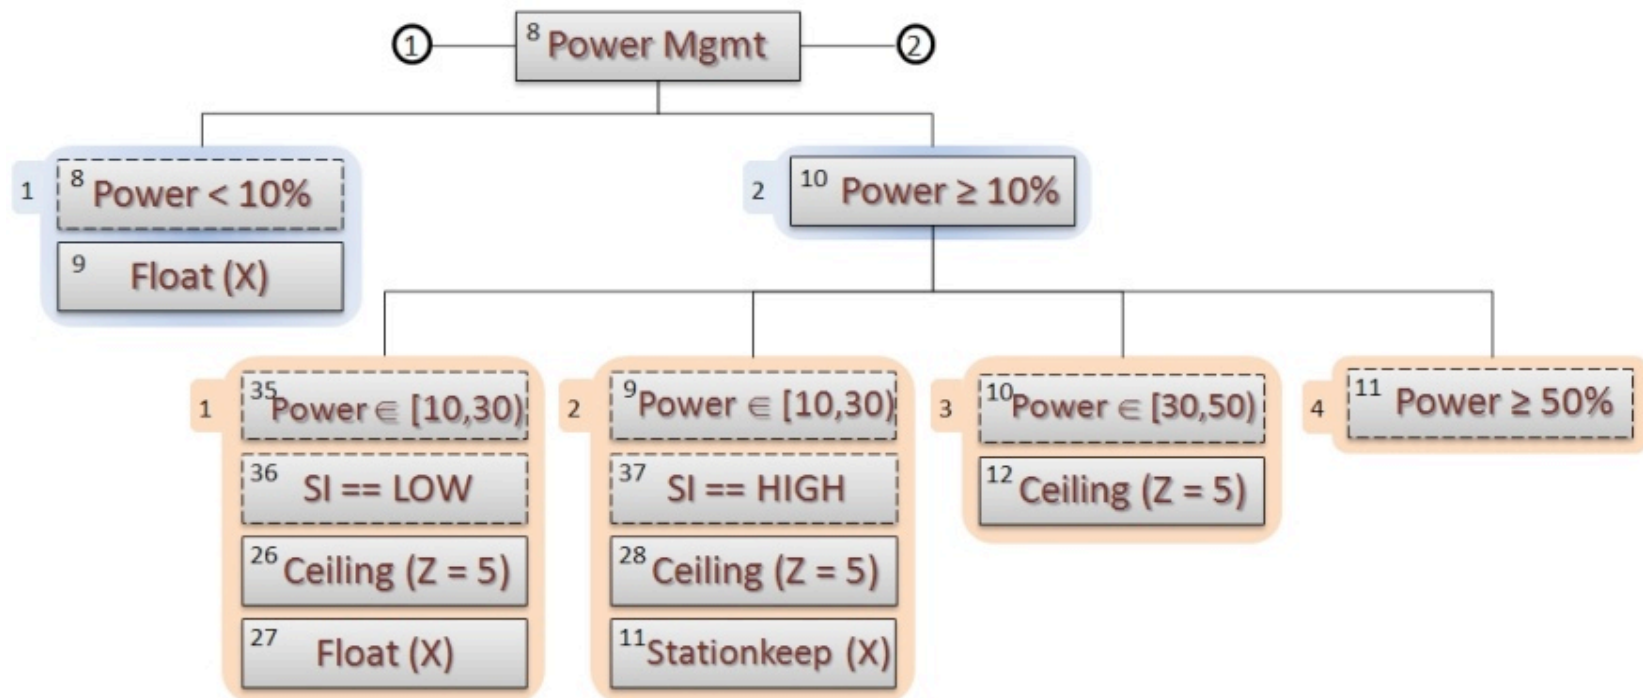 1
8 Power Mgmt
2
1
8 Power < 10%
9 Float (X)
2
10 Power ≥ 10%
1
35 Power ∈ [10,30)
36 SI == LOW
26 Ceiling (Z = 5)
27 Float (X)
2
9 Power ∈ [10,30)
37 SI == HIGH
28 Ceiling (Z = 5)
11 Stationkeep (X)
3
10 Power ∈ [30,50)
12 Ceiling (Z = 5)
4
11 Power ≥ 50%